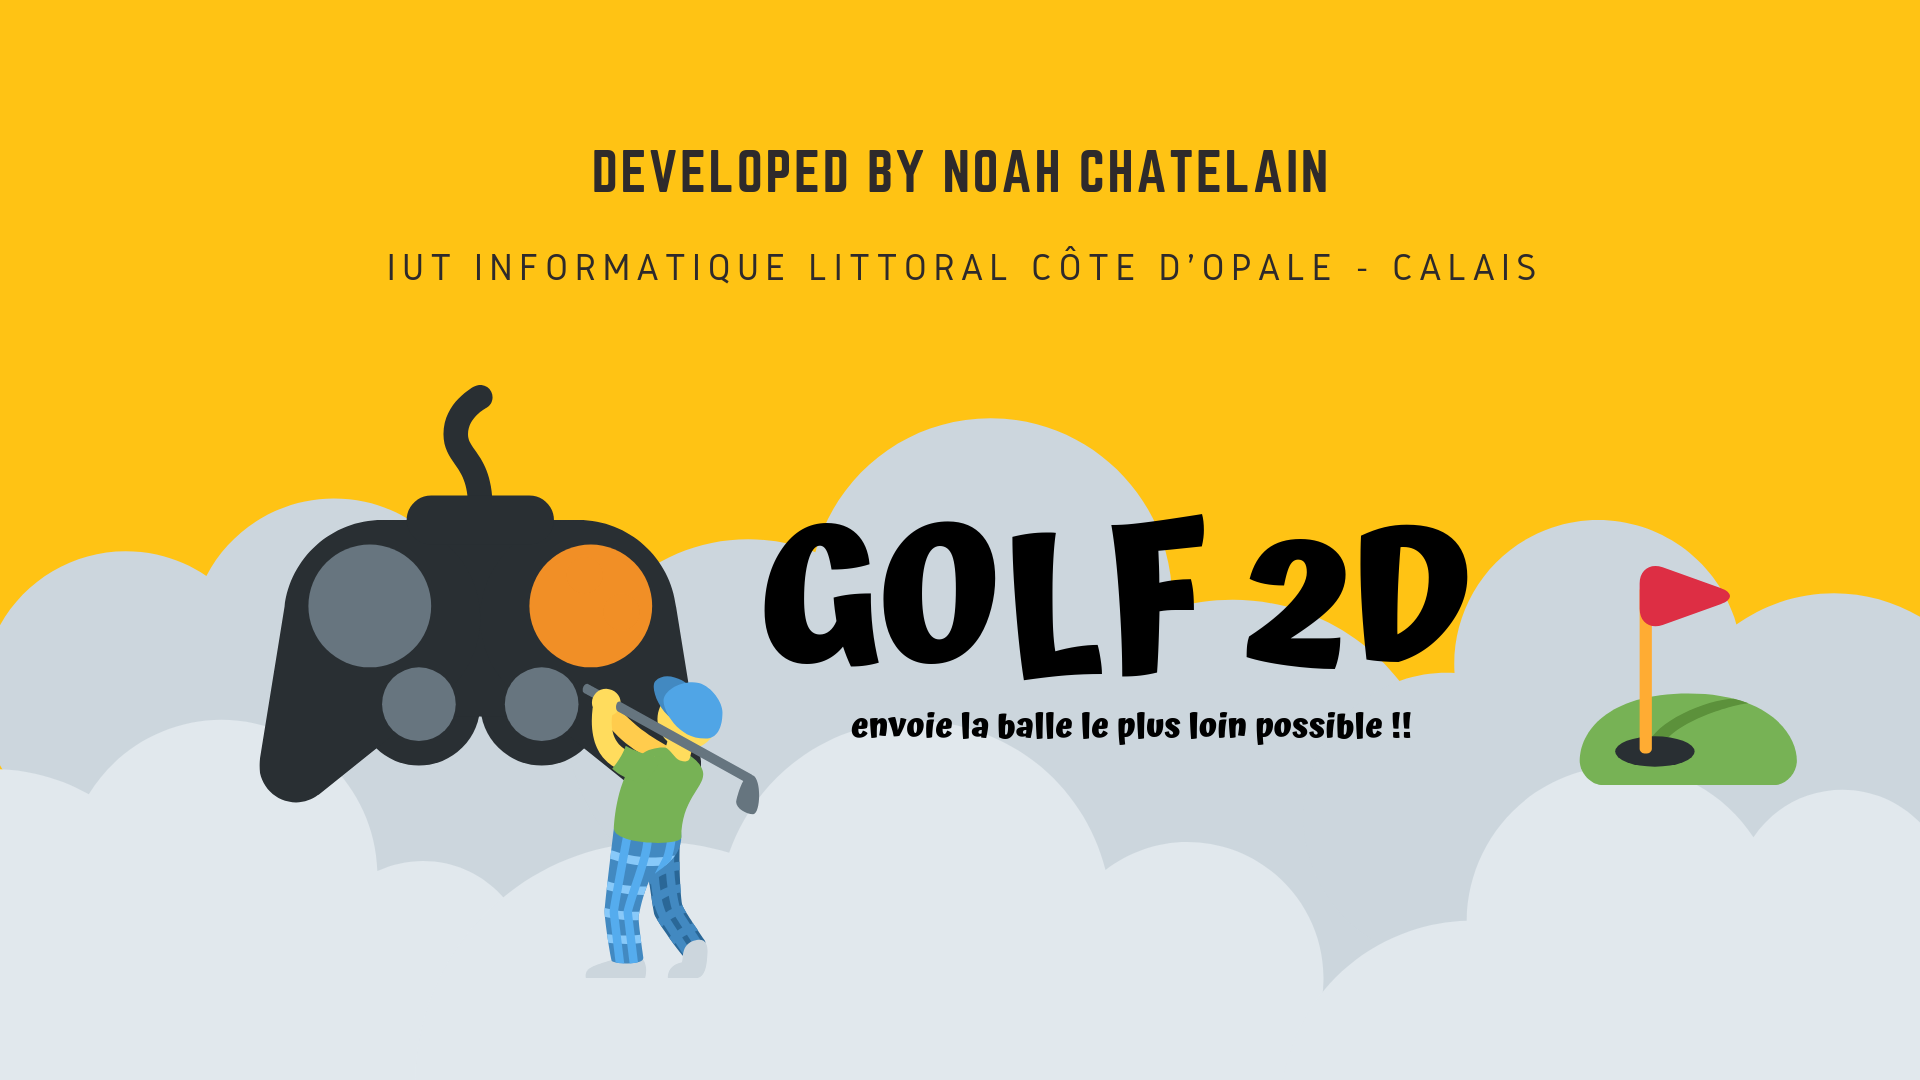 DEVELOPED BY NOAH CHATELAIN
IUT INFORMATIQUE LITTORAL CÔTE D'OPALE - CALAIS
GOLF 2D
envoie la balle le plus loin possible !!